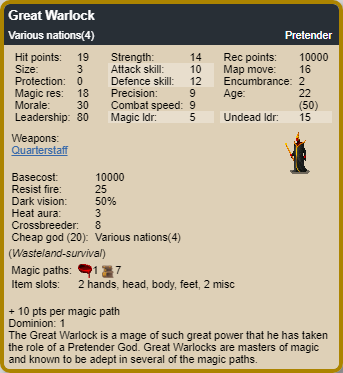 Great Warlock
Various nations(4) Pretender
Hit points: 19 Strength: 14 Rec points: 10000
Size: 3 Attack skill: 10 Map move: 16
Protection: 0 Defence skill: 12 Encumbrance: 2
Magic res: 18 Precision: 9 Age: 22
Morale: 30 Combat speed: 9 (50)
Leadership: 80 Magic ldr: 5 Undead ldr: 15
Weapons:
Quarterstaff
Basecost: 10000
Resist fire: 25
Dark vision: 50%
Heat aura: 3
Crossbreeder: 8
Cheap god (20): Various nations(4)
(Wasteland-survival)
Magic paths: 1 7
Item slots: 2 hands, head, body, feet, 2 misc
+ 10 pts per magic path
Dominion: 1
The Great Warlock is a mage of such great power that he has taken
the role of a Pretender God. Great Warlocks are masters of magic
and known to be adept in several of the magic paths.